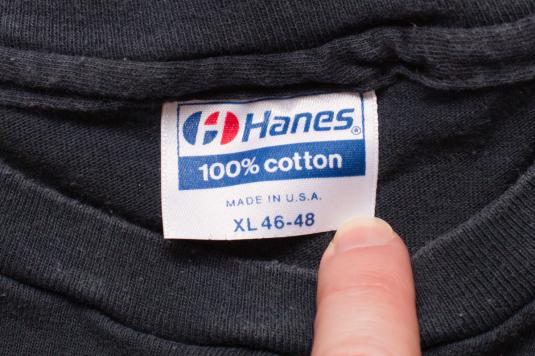 Hanes®
100% cotton
MADE IN U.S.A.
XL 46-48